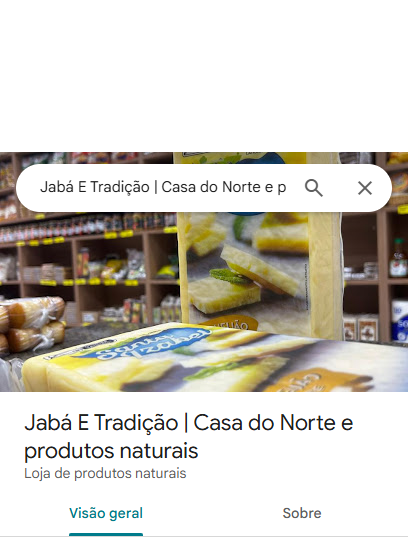 Jabá E Tradição | Casa do Norte e p
Jabá E Tradição | Casa do Norte e
produtos naturais
Loja de produtos naturais
Visão geral
Sobre